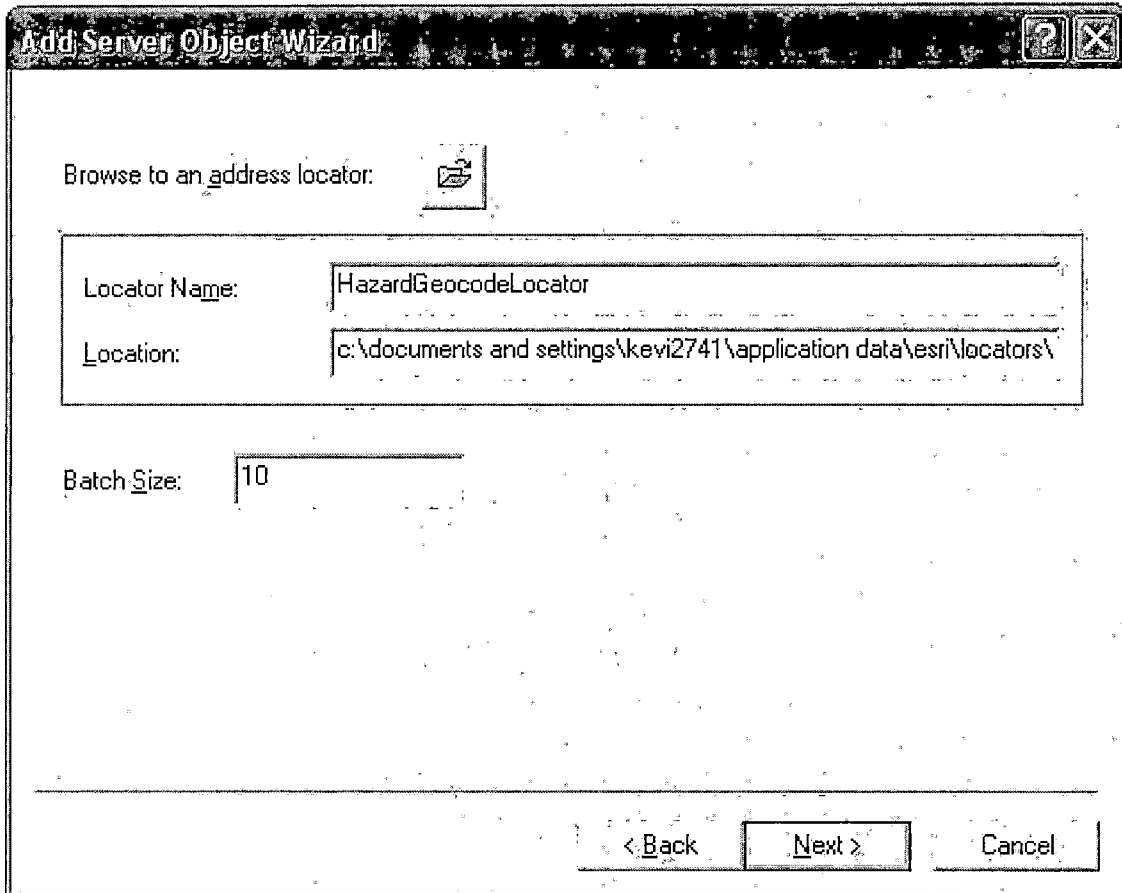 Add Server Object Wizard
Browse to an address locator:
Locator Name: HazardGeocodeLocator
Location: c:\documents and settings\kevi2741\application data\esri\locators\
Batch Size: 10
< Back Next > Cancel